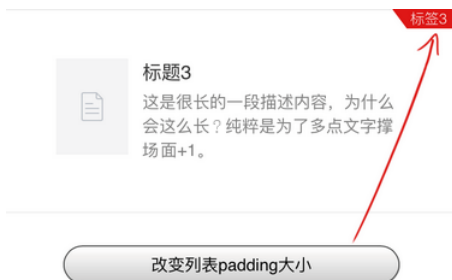 标签3
标题3
这是很长的一段描述内容，为什么
会这么长？纯粹是为了多点文字撑
场面+1。
改变列表padding大小